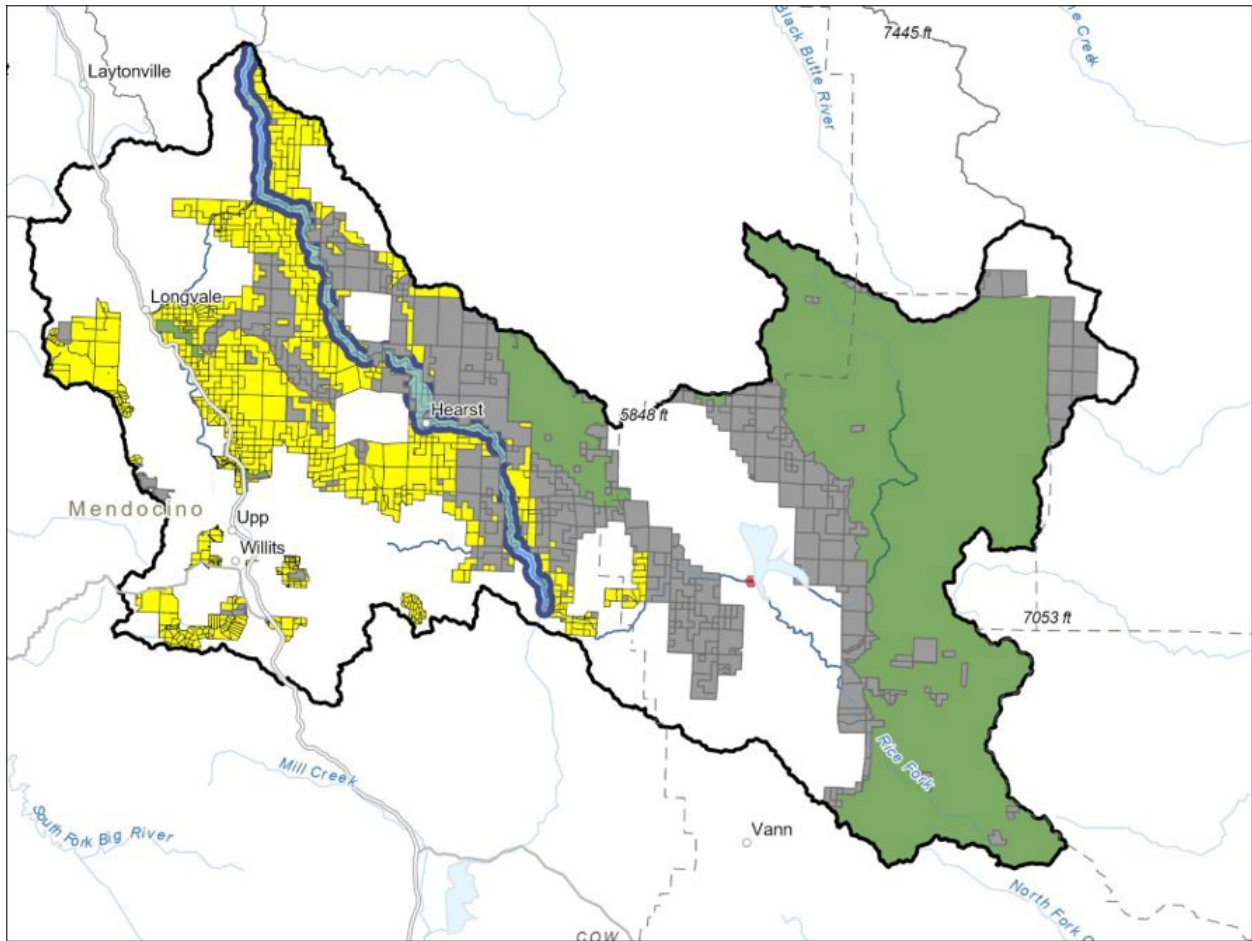 7445 ft
Black Butte River
Creek
Laytonville
Longvale
Hearst
5848 ft
Mendocino
Upp
Willits
7053 ft
Rice Fork
Mill Creek
South Fork Big River
Vann
North Fork
COW